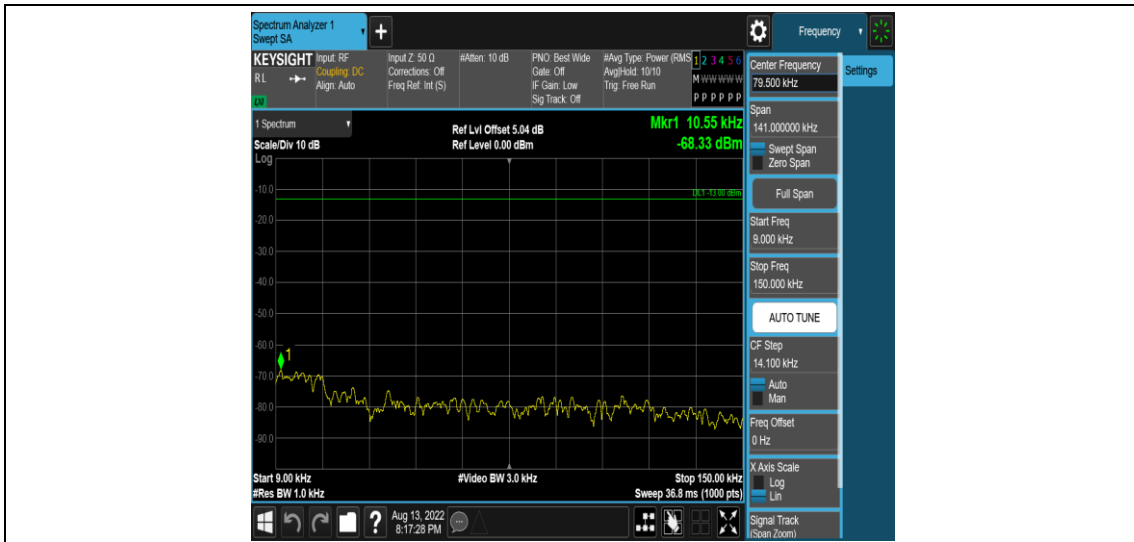 Spectrum Analyzer 1
Swept SA
+
Frequency
KEYSIGHT Input: RF Input Z: 50 Ω #Atten: 10 dB PNO: Best Wide #Avg Type: Power (RMS 1 2 3 4 5 6
RL Coupling: DC Corrections: Off Gate: Off Avg|Hold: 10/10 M W W W W W
Align: Auto Freq Ref: Int (S) IF Gain: Low Trig: Free Run
Sig Track: Off P P P P P P
Center Frequency
79.500 kHz
Settings
Span
141.000000 kHz
Swept Span
Zero Span
Full Span
Start Freq
9.000 kHz
Stop Freq
150.000 kHz
AUTO TUNE
CF Step
14.100 kHz
Auto
Man
Freq Offset
0 Hz
X Axis Scale
Log
Lin
Signal Track
(Span Zoom)
1 Spectrum
Ref Lvl Offset 5.04 dB
Mkr1 10.55 kHz
Scale/Div 10 dB
Ref Level 0.00 dBm
-68.33 dBm
Log
DL1 -13.00 dBm
-10.0
-20.0
-30.0
-40.0
-50.0
-60.0
1
-70.0
-80.0
-90.0
Start 9.00 kHz #Video BW 3.0 kHz Stop 150.00 kHz
#Res BW 1.0 kHz Sweep 36.8 ms (1000 pts)
?
Aug 13, 2022
8:17:28 PM